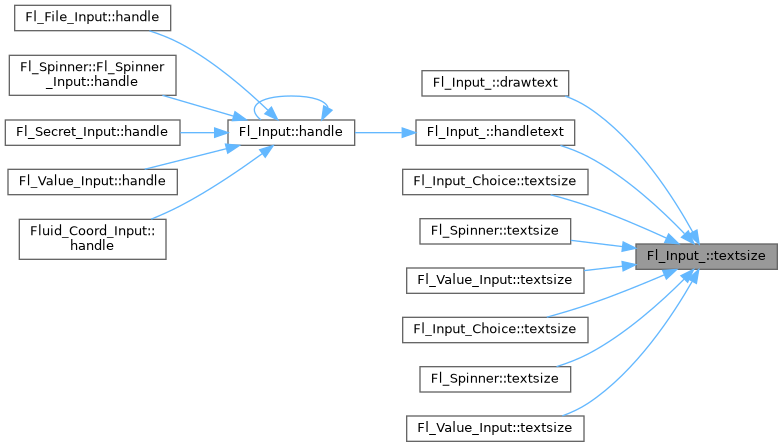 Fl_File_Input::handle
Fl_Spinner::Fl_Spinner
_Input::handle
Fl_Secret_Input::handle
Fl_Value_Input::handle
Fluid_Coord_Input::
handle
Fl_Input::handle
Fl_Input_::drawtext
Fl_Input_::handletext
Fl_Input_Choice::textsize
Fl_Spinner::textsize
Fl_Value_Input::textsize
Fl_Input_Choice::textsize
Fl_Spinner::textsize
Fl_Value_Input::textsize
Fl_Input_::textsize